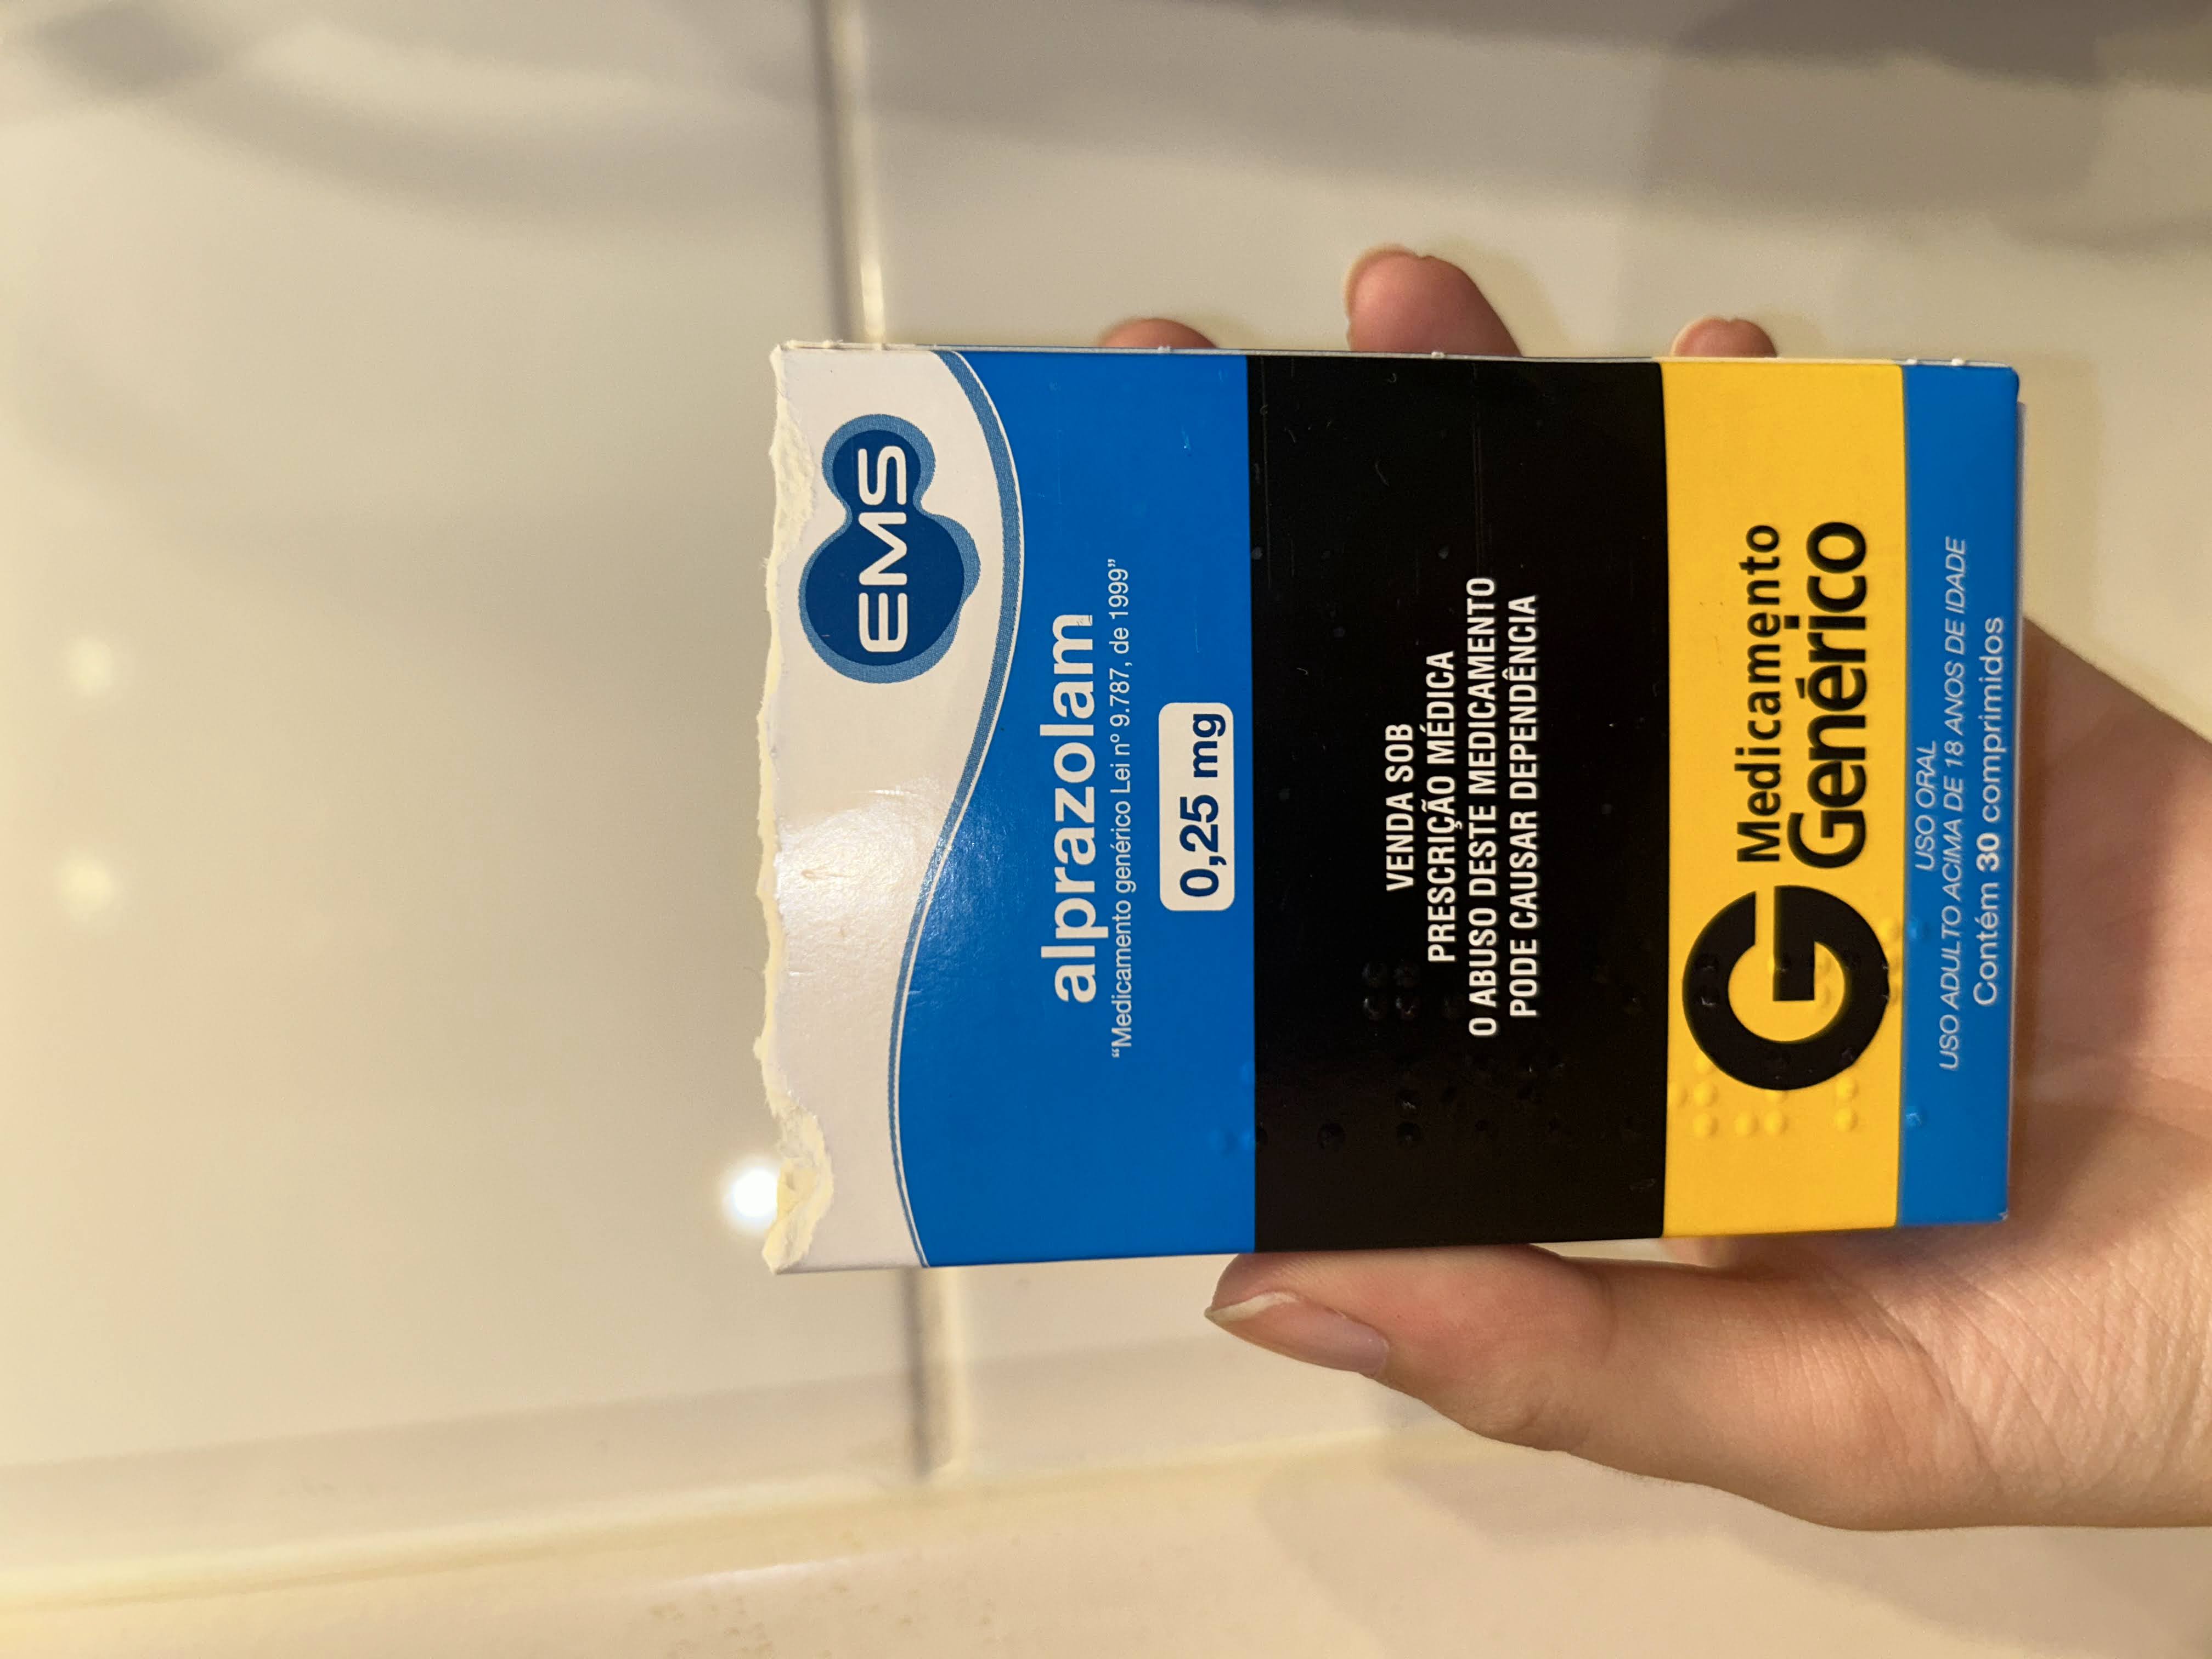 EMS
alprazolam
“Medicamento genérico Lei nº 9.787, de 1999”
0,25 mg
VENDA SOB
PRESCRIÇÃO MÉDICA
O ABUSO DESTE MEDICAMENTO
PODE CAUSAR DEPENDÊNCIA
G Medicamento
Genérico
USO ORAL
USO ADULTO ACIMA DE 18 ANOS DE IDADE
Contém 30 comprimidos